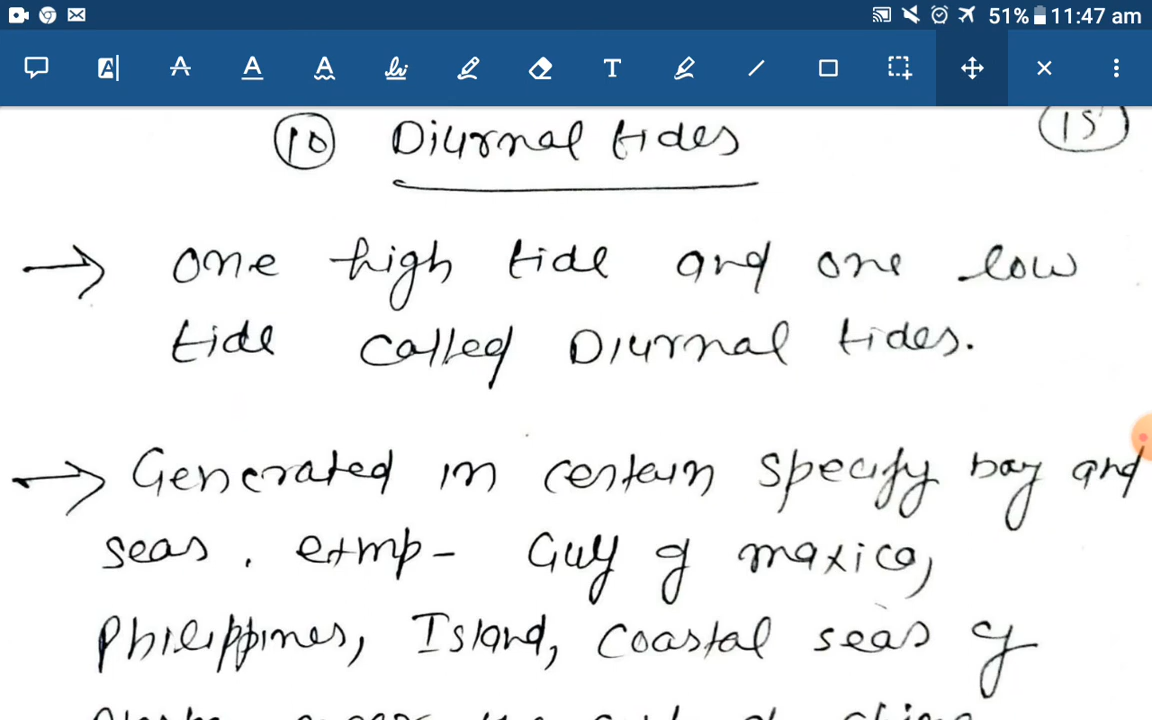 51% 11:47 am
10 Diurnal tides
15
→ one high tide and one low
tide called Diurnal tides.
→ Generated in certain specify bay and
seas. exmp- Gulf of maxico,
Philippines, Island, Coastal seas of